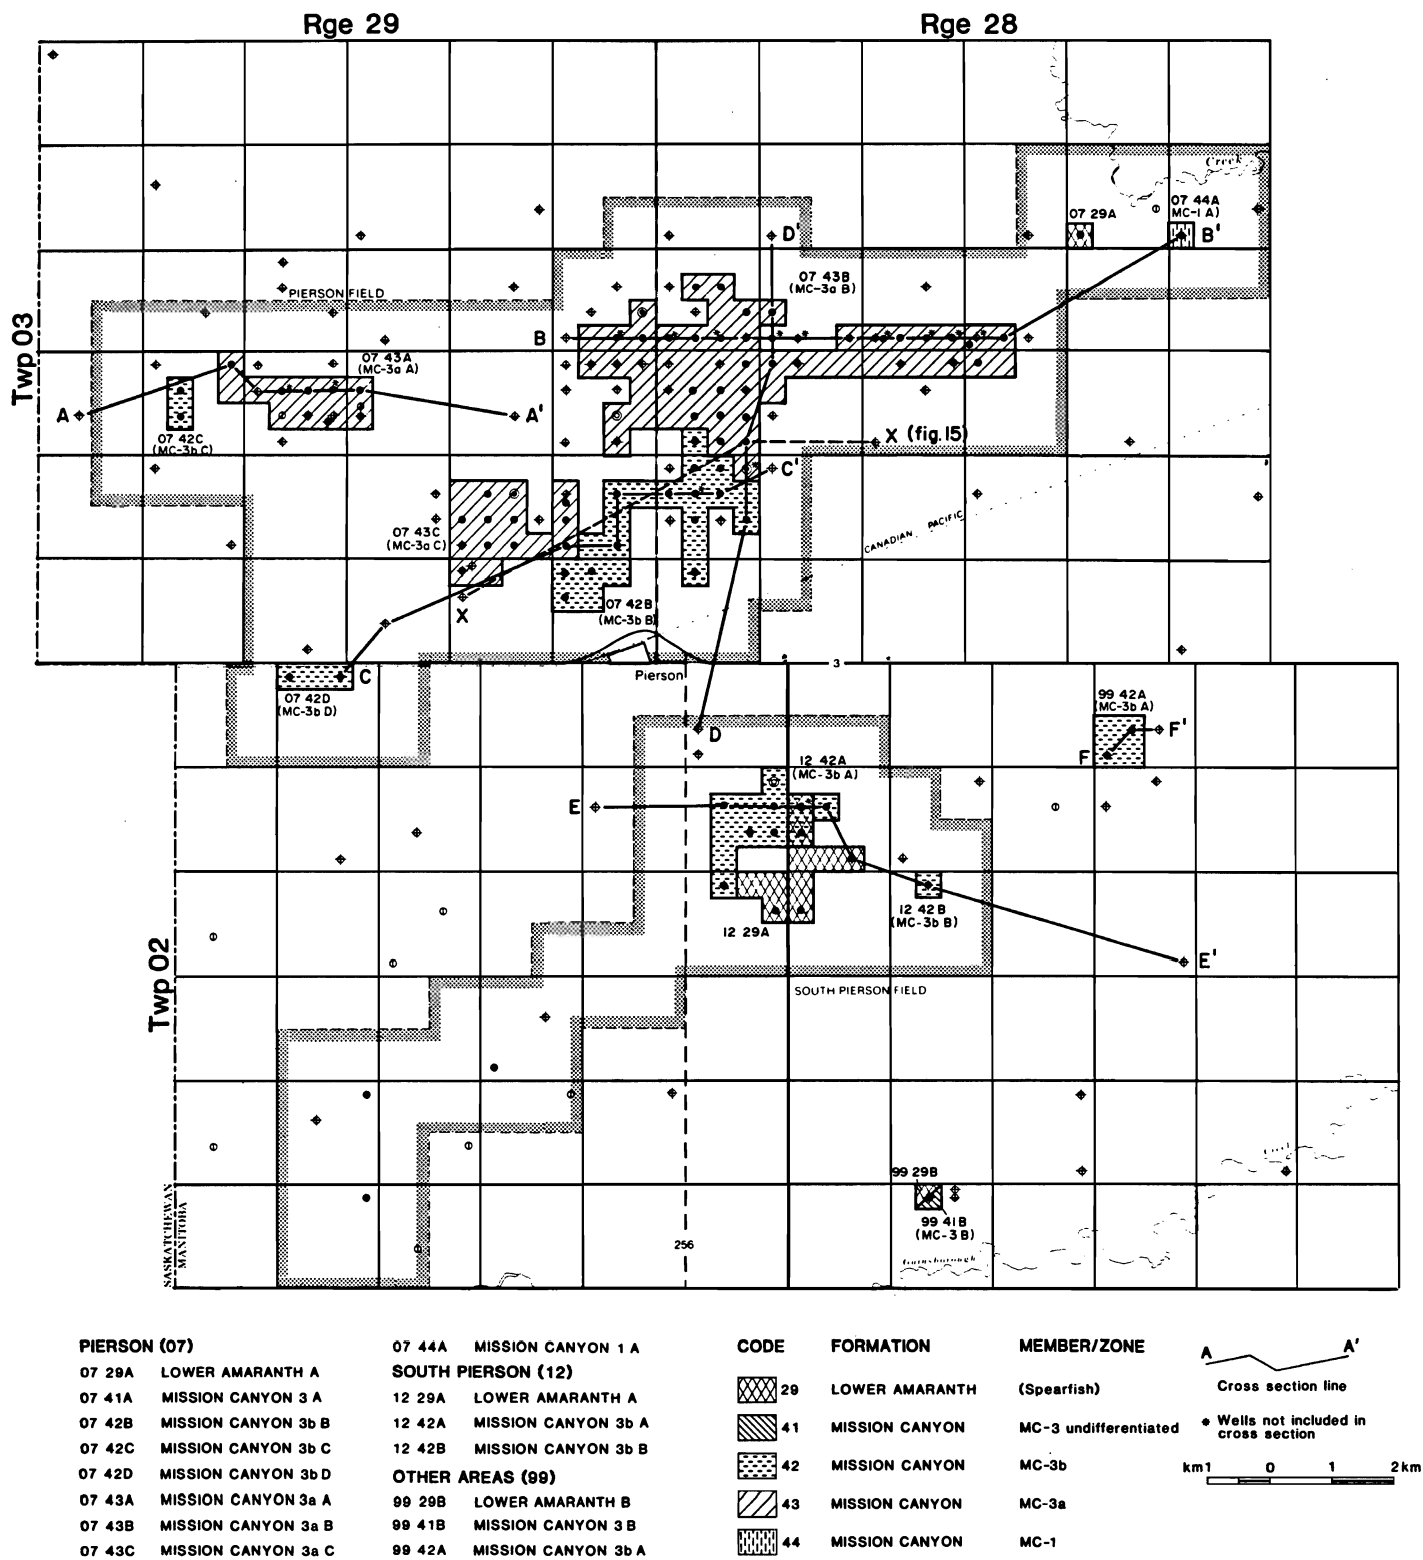 Rge 29
Rge 28
Creek
07 44A
MC-1 A)
07 29A
B'
D'
07 43B
(MC-3a B)
PIERSON FIELD
B
Twp 03
07 43A
(MC-3a A)
A
A'
07 42C
(MC-3b C)
X (fig. 15)
C'
CANADIAN PACIFIC
07 43C
(MC-3a C)
X
07 42B
(MC-3b B)
3
Pierson
C
07 42D
(MC-3b D)
99 42A
(MC-3b A)
F'
F
D
12 42A
(MC-3b A)
E
12 42B
(MC-3b B)
12 29A
E'
Twp 02
SOUTH PIERSON FIELD
99 29B
99 41B
(MC-3 B)
SASKATCHEWAN
MANITOBA
256
Gainsborough
PIERSON (07)
07 29A LOWER AMARANTH A
07 41A MISSION CANYON 3 A
07 42B MISSION CANYON 3b B
07 42C MISSION CANYON 3b C
07 42D MISSION CANYON 3b D
07 43A MISSION CANYON 3a A
07 43B MISSION CANYON 3a B
07 43C MISSION CANYON 3a C
07 44A MISSION CANYON 1 A
SOUTH PIERSON (12)
12 29A LOWER AMARANTH A
12 42A MISSION CANYON 3b A
12 42B MISSION CANYON 3b B
OTHER AREAS (99)
99 29B LOWER AMARANTH B
99 41B MISSION CANYON 3 B
99 42A MISSION CANYON 3b A
CODE FORMATION MEMBER/ZONE
29 LOWER AMARANTH (Spearfish)
41 MISSION CANYON MC-3 undifferentiated
42 MISSION CANYON MC-3b
43 MISSION CANYON MC-3a
44 MISSION CANYON MC-1
A A'
Cross section line
* Wells not included in
cross section
km1 0 1 2 km